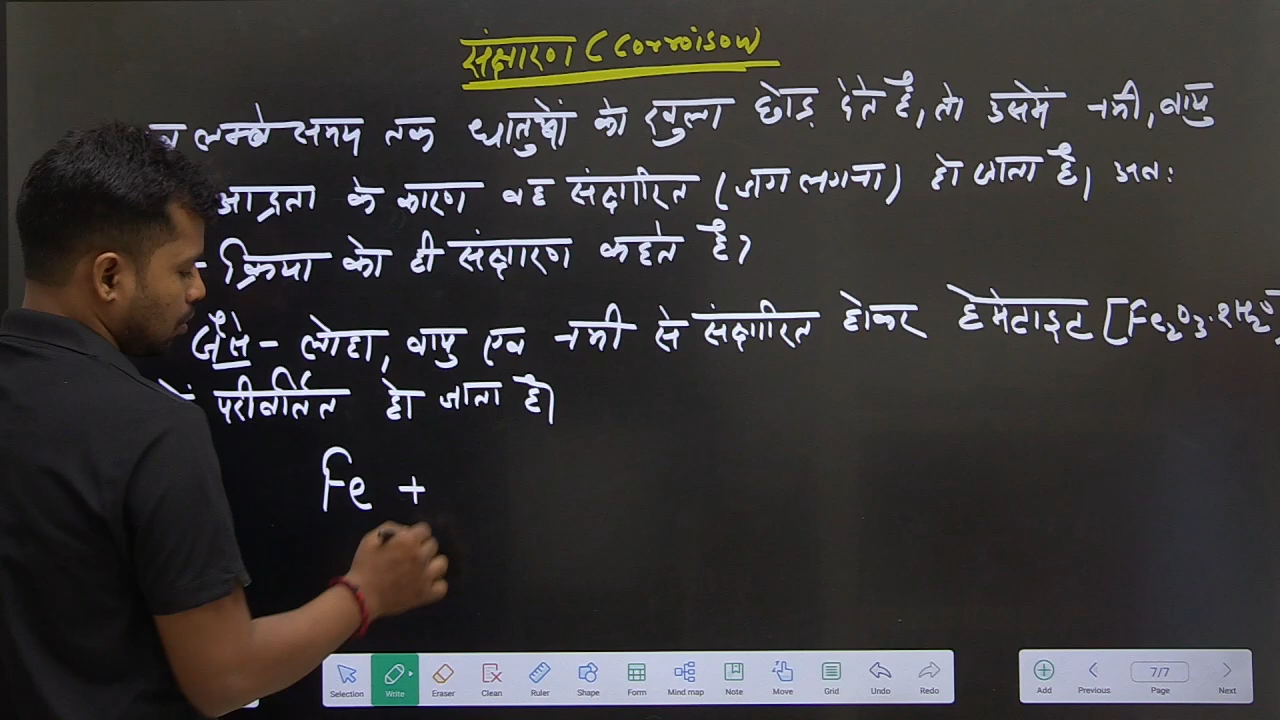 संक्षारण (Corroison)
लम्बे समय तक धातुओं को खुला छोड़ देते है, तो उसमें नमी, वायु
आद्रता के कारण वह संक्षारित (जंग लगना) हो जाता है। अतः
क्रिया को ही संक्षारण कहते है।
जैसे - लोहा, वायु एवं नमी से संक्षारित होकर हेमेटाइट [Fe₂O₃.2H₂O]
में परीवर्तित हो जाता है।
Fe +
Selection Write Eraser Clean Ruler Shape Form Mind map Note Move Grid Undo Redo Add Previous 7/7 Page Next